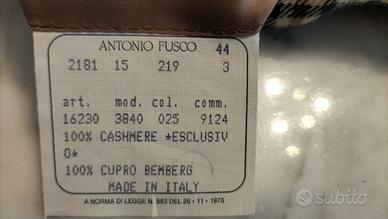 ANTONIO FUSCO 44
2181 15 219 3
art. mod. col. comm.
16230 3840 025 9124
100% CASHMERE *ESCLUSIV
O*
100% CUPRO BEMBERG
MADE IN ITALY
A NORMA DI LEGGE N. 883 DEL 26 - 11 - 1973
subito